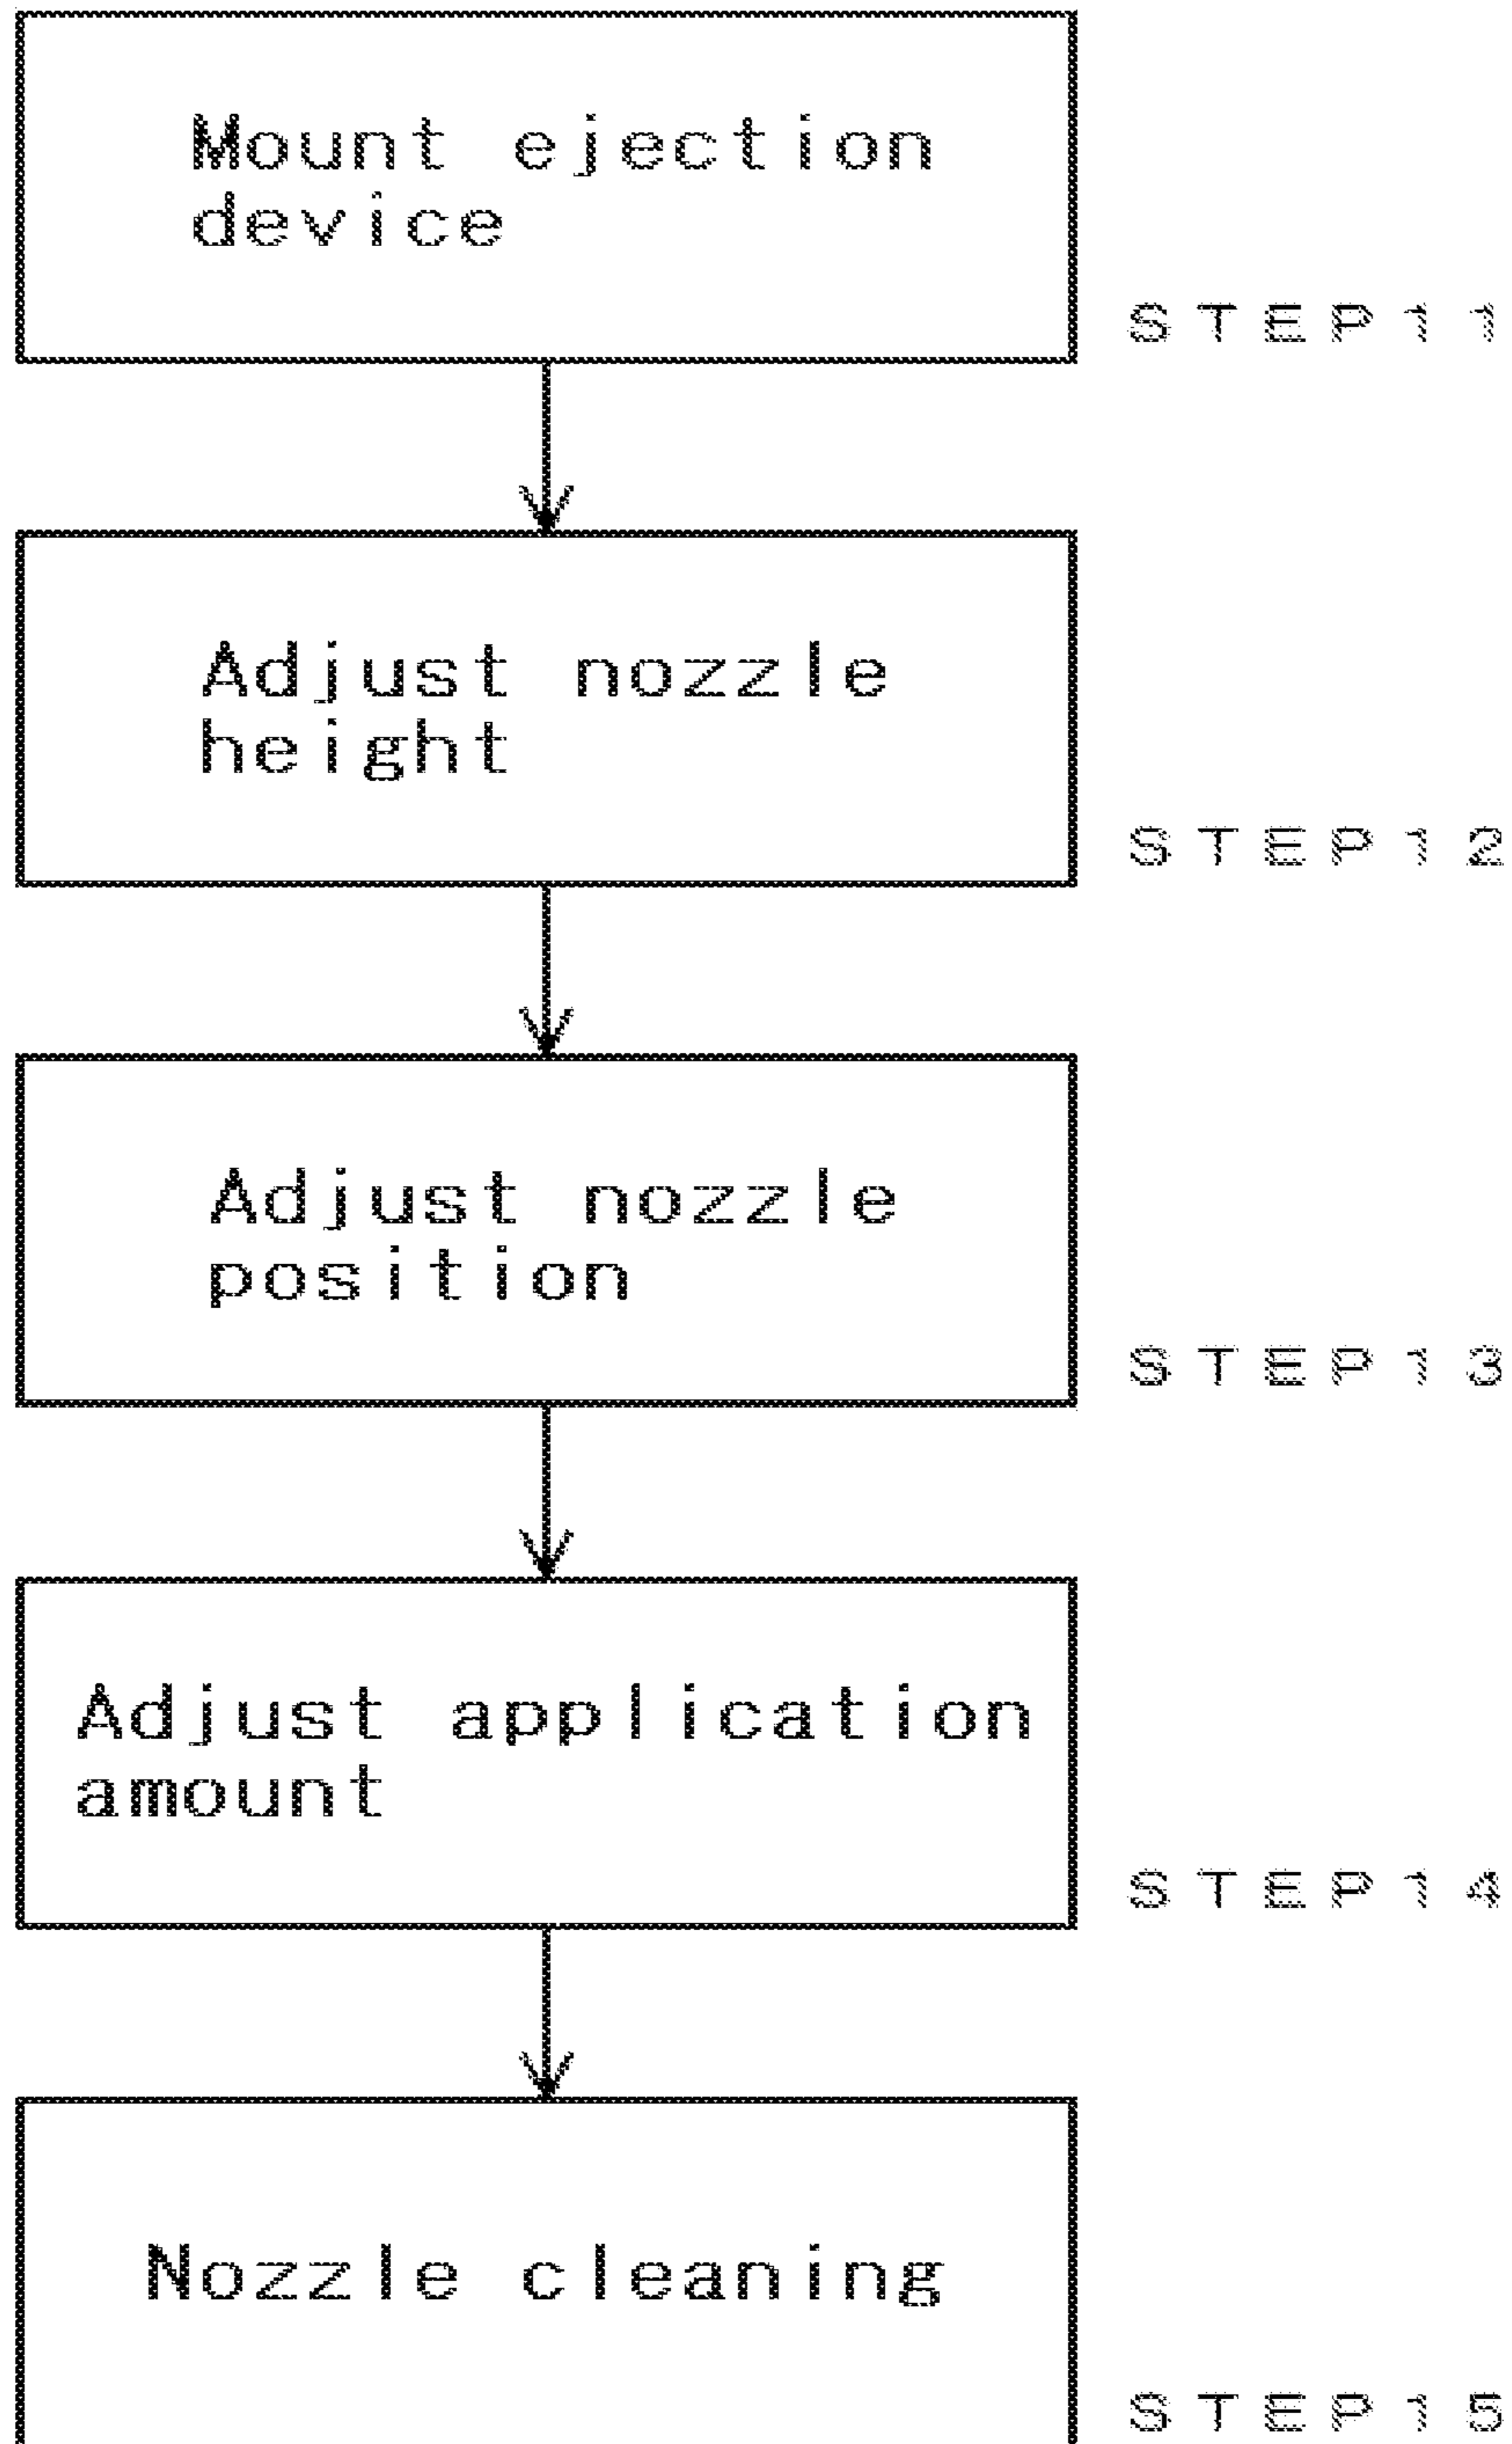 Mount ejection
device
STEP11
Adjust nozzle
height
STEP12
Adjust nozzle
position
STEP13
Adjust application
amount
STEP14
Nozzle cleaning
STEP15